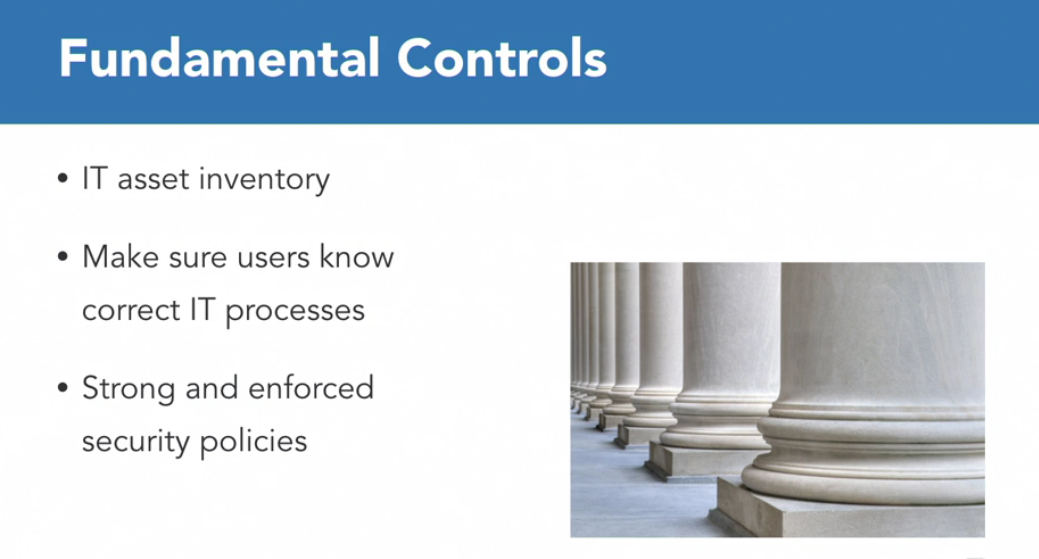 Fundamental Controls
• IT asset inventory
• Make sure users know
correct IT processes
• Strong and enforced
security policies